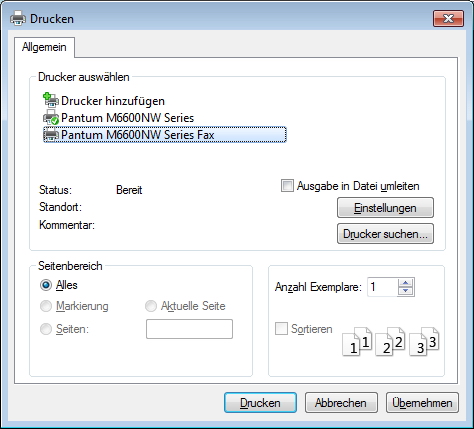 Drucken
Allgemein
Drucker auswählen
Drucker hinzufügen
Pantum M6600NW Series
Pantum M6600NW Series Fax
Status: Bereit
Standort:
Kommentar:
Ausgabe in Datei umleiten
Einstellungen
Drucker suchen...
Seitenbereich
Alles
Markierung Aktuelle Seite
Seiten:
Anzahl Exemplare: 1
Sortieren
1 1 2 2 3 3
Drucken Abbrechen Übernehmen